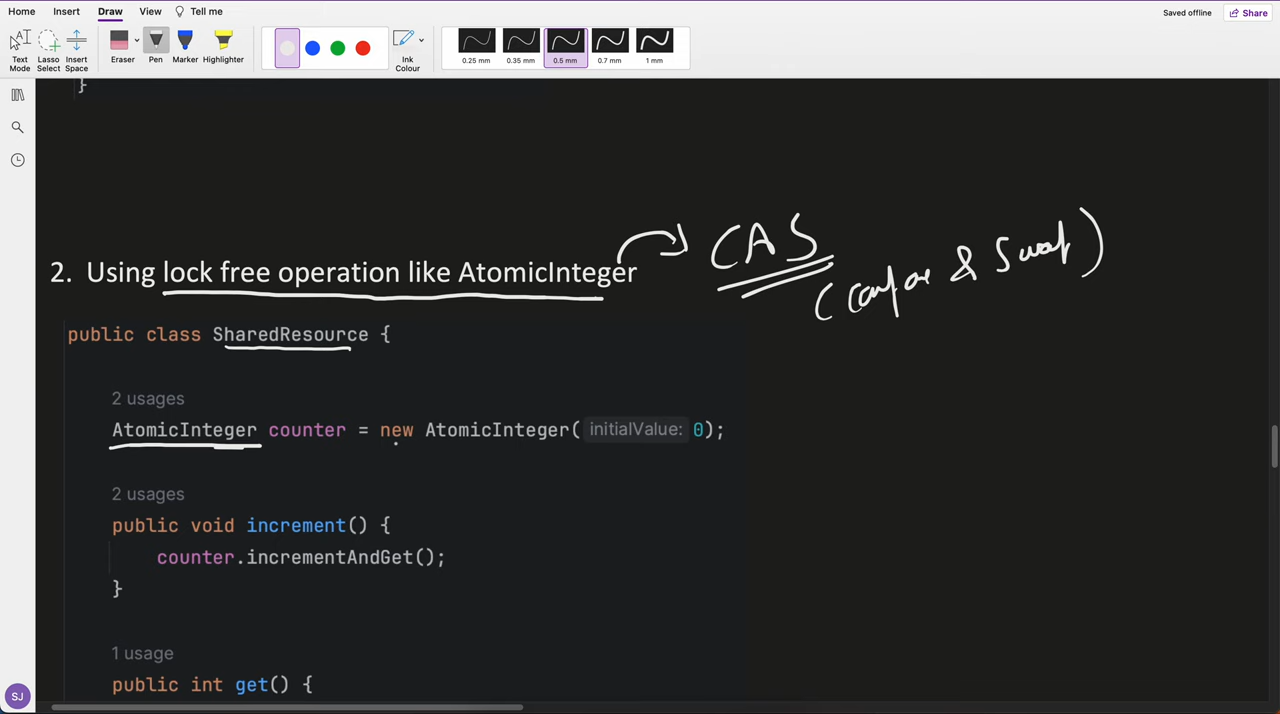 Home Insert Draw View Tell me Saved offline Share
Text Mode Lasso Select Insert Space Eraser Pen Marker Highlighter Ink Colour 0.25 mm 0.35 mm 0.5 mm 0.7 mm 1 mm
}
CAS
& Swap)
2. Using lock free operation like AtomicInteger
public class SharedResource {
2 usages
AtomicInteger counter = new AtomicInteger( initialValue: 0);
2 usages
public void increment() {
counter.incrementAndGet();
}
1 usage
public int get() {
SJ